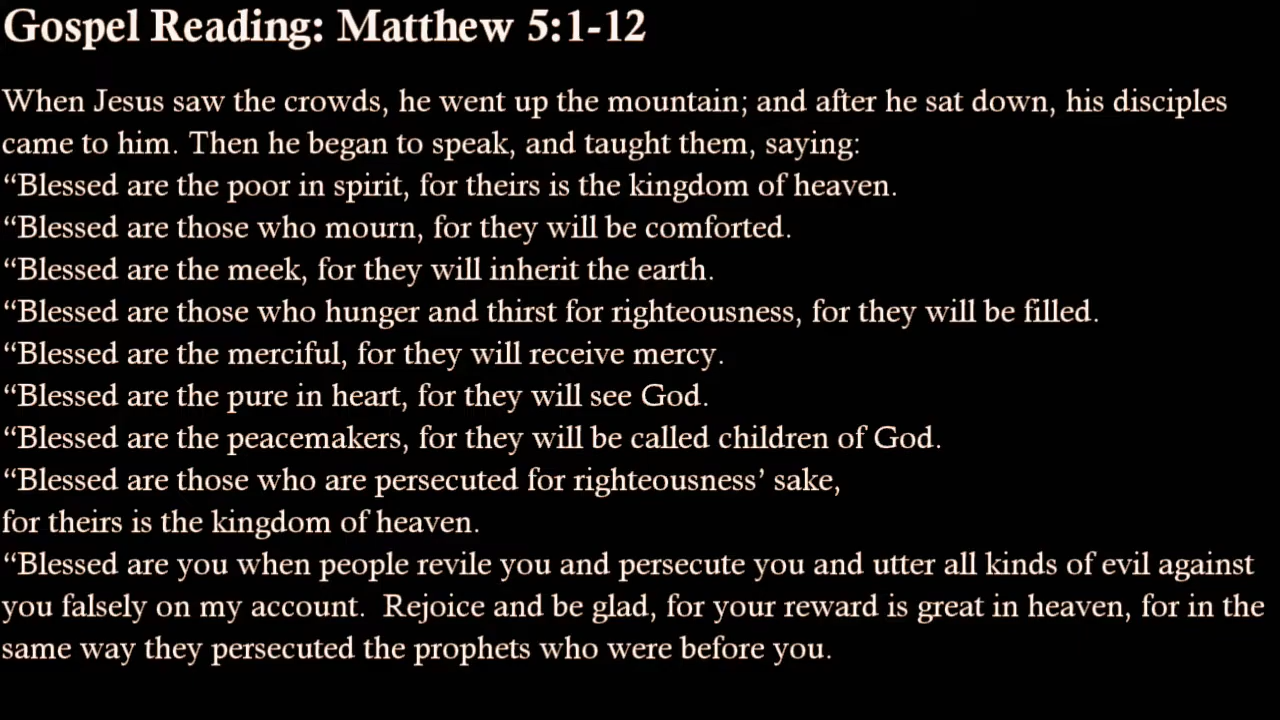 Gospel Reading: Matthew 5:1-12
When Jesus saw the crowds, he went up the mountain; and after he sat down, his disciples
came to him. Then he began to speak, and taught them, saying:
“Blessed are the poor in spirit, for theirs is the kingdom of heaven.
“Blessed are those who mourn, for they will be comforted.
“Blessed are the meek, for they will inherit the earth.
“Blessed are those who hunger and thirst for righteousness, for they will be filled.
“Blessed are the merciful, for they will receive mercy.
“Blessed are the pure in heart, for they will see God.
“Blessed are the peacemakers, for they will be called children of God.
“Blessed are those who are persecuted for righteousness’ sake,
for theirs is the kingdom of heaven.
“Blessed are you when people revile you and persecute you and utter all kinds of evil against
you falsely on my account.  Rejoice and be glad, for your reward is great in heaven, for in the
same way they persecuted the prophets who were before you.